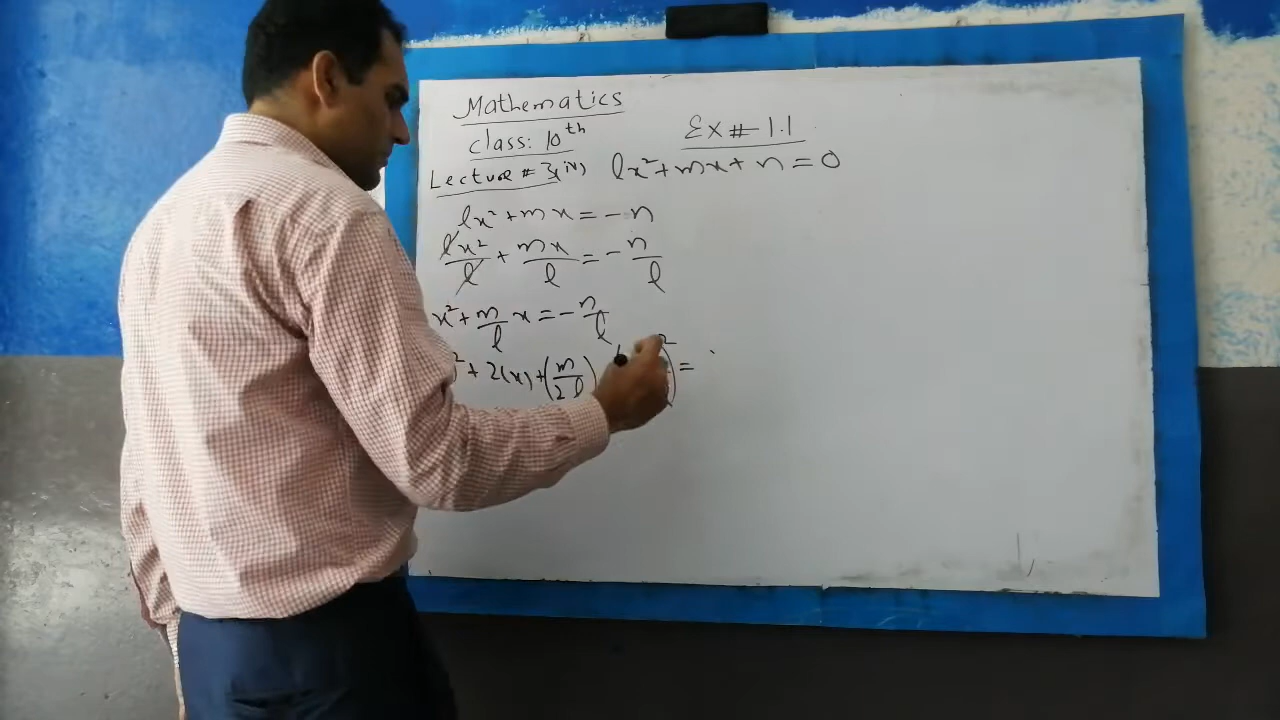 Mathematics
class: 10th
Ex # 1.1
Lecture # 3(iv) lx² + mx + n = 0
lx² + mx = - n
lx²/l + mx/l = - n/l
x² + m/l x = - n/l
² + 2(x) + (m/2l) )² =